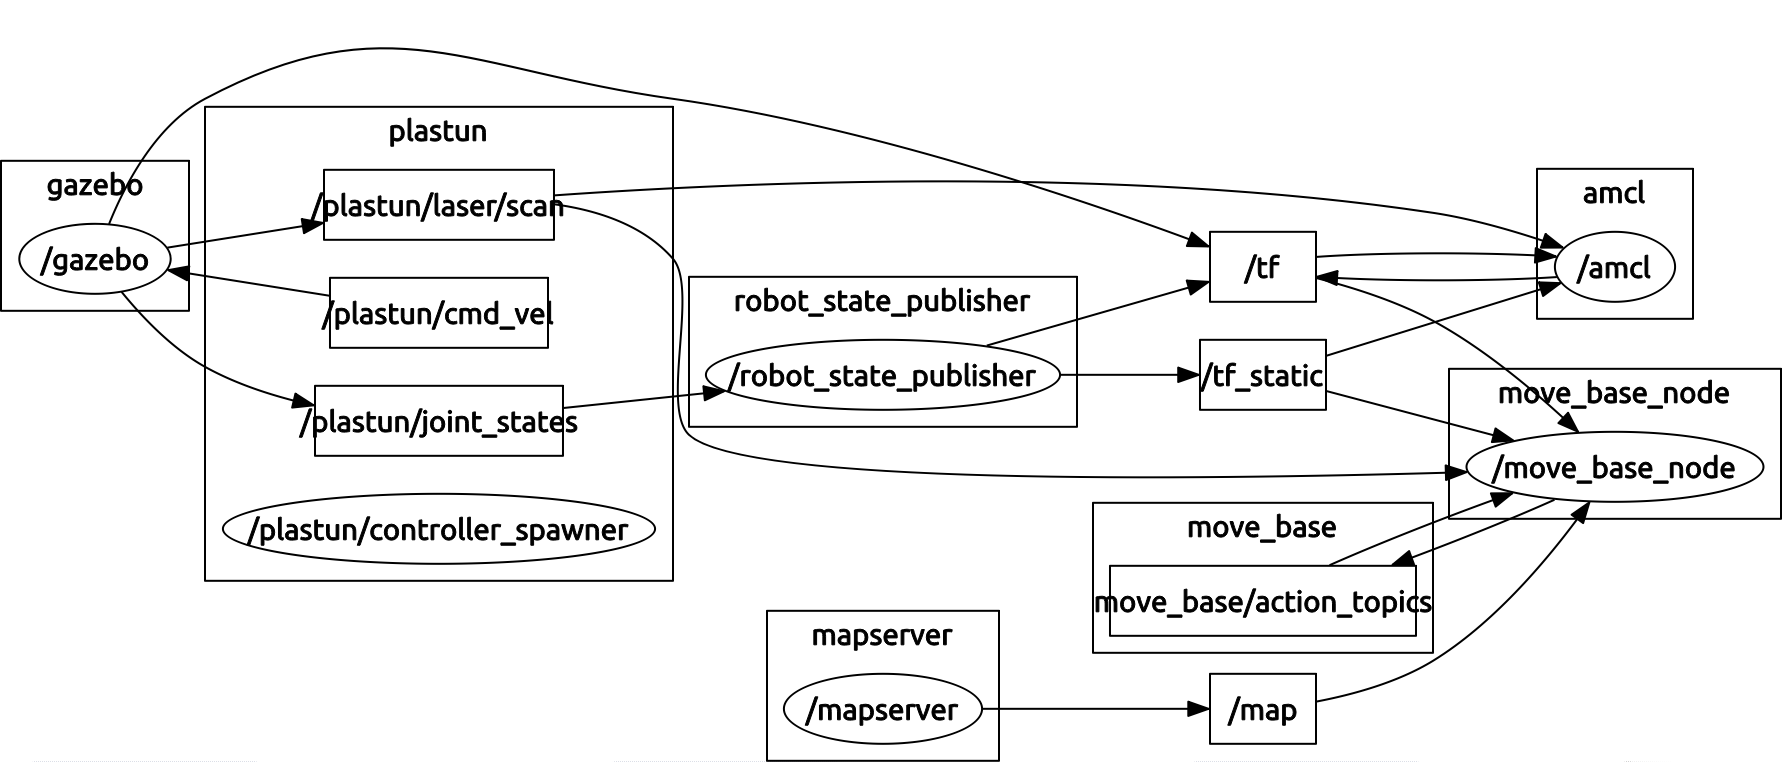 plastun
gazebo
/plastun/laser/scan
amcl
/gazebo
/tf
/amcl
/plastun/cmd_vel
robot_state_publisher
/robot_state_publisher
/tf_static
move_base_node
/plastun/joint_states
/move_base_node
/plastun/controller_spawner
move_base
move_base/action_topics
mapserver
/mapserver
/map